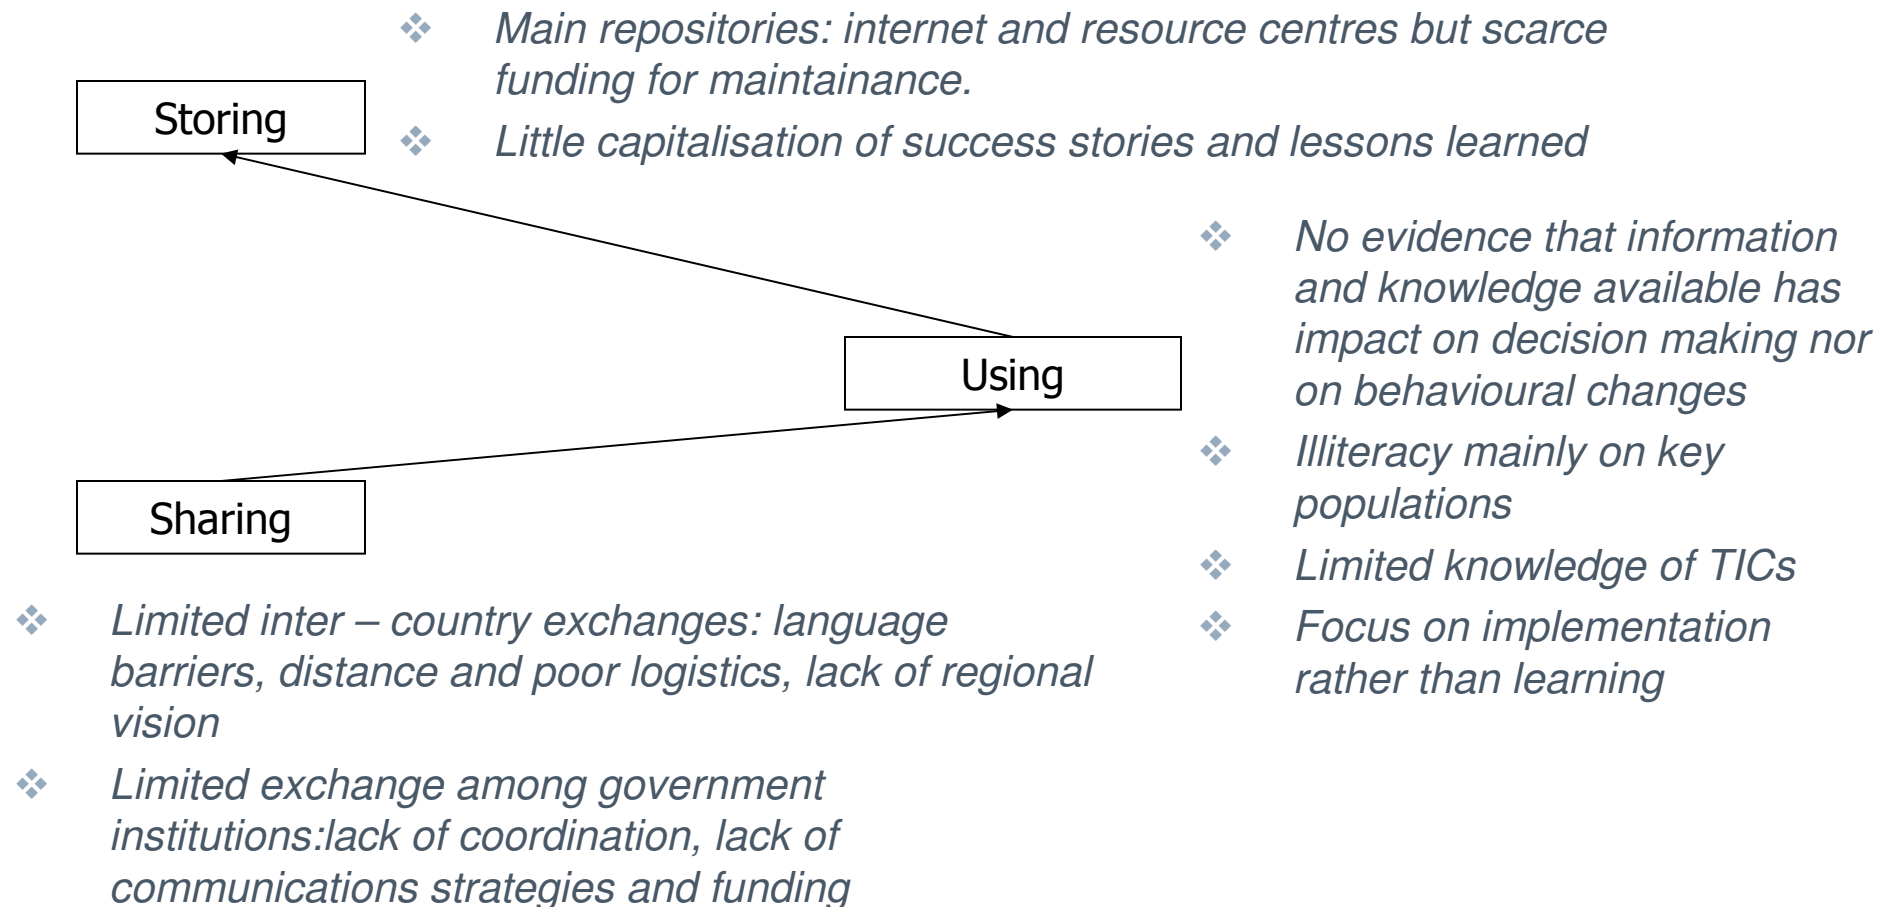 Main repositories: internet and resource centres but scarce
funding for maintainance.
Storing
Little capitalisation of success stories and lessons learned
No evidence that information
and knowledge available has
impact on decision making nor
on behavioural changes
Using
Illiteracy mainly on key
populations
Sharing
Limited knowledge of TICs
Focus on implementation
rather than learning
Limited inter – country exchanges: language
barriers, distance and poor logistics, lack of regional
vision
Limited exchange among government
institutions:lack of coordination, lack of
communications strategies and funding